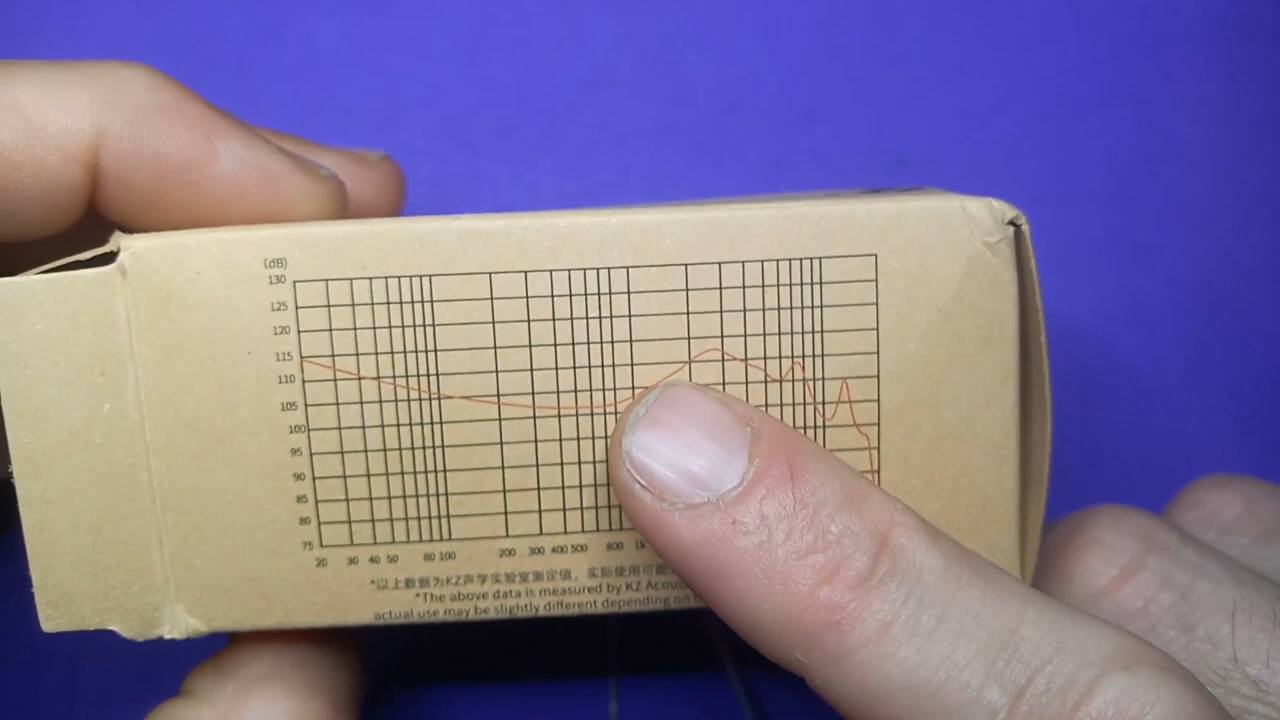 (dB)
130
125
120
115
110
105
100
95
90
85
80
75
20 30 40 50 80 100 200 300 400 500 800 1k
*以上数据为KZ声学实验室测定值，实际使用可能
*The above data is measured by KZ Acous
actual use may be slightly different depending on